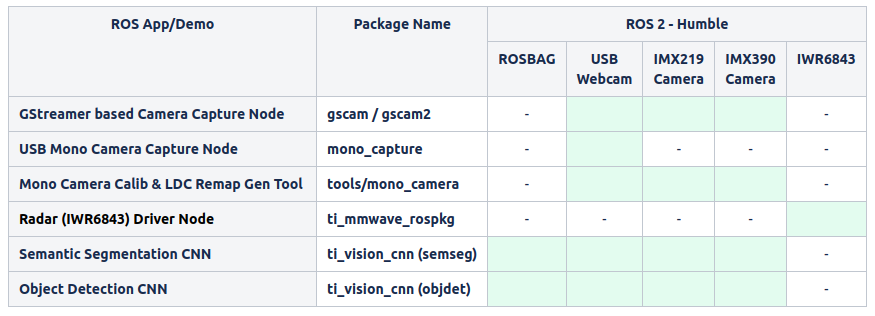 ROS App/Demo Package Name ROS 2 - Humble
ROSBAG USB Webcam IMX219 Camera IMX390 Camera IWR6843
GStreamer based Camera Capture Node gscam / gscam2 - -
USB Mono Camera Capture Node mono_capture - - - -
Mono Camera Calib & LDC Remap Gen Tool tools/mono_camera - -
Radar (IWR6843) Driver Node ti_mmwave_rospkg - - - -
Semantic Segmentation CNN ti_vision_cnn (semseg) -
Object Detection CNN ti_vision_cnn (objdet) -